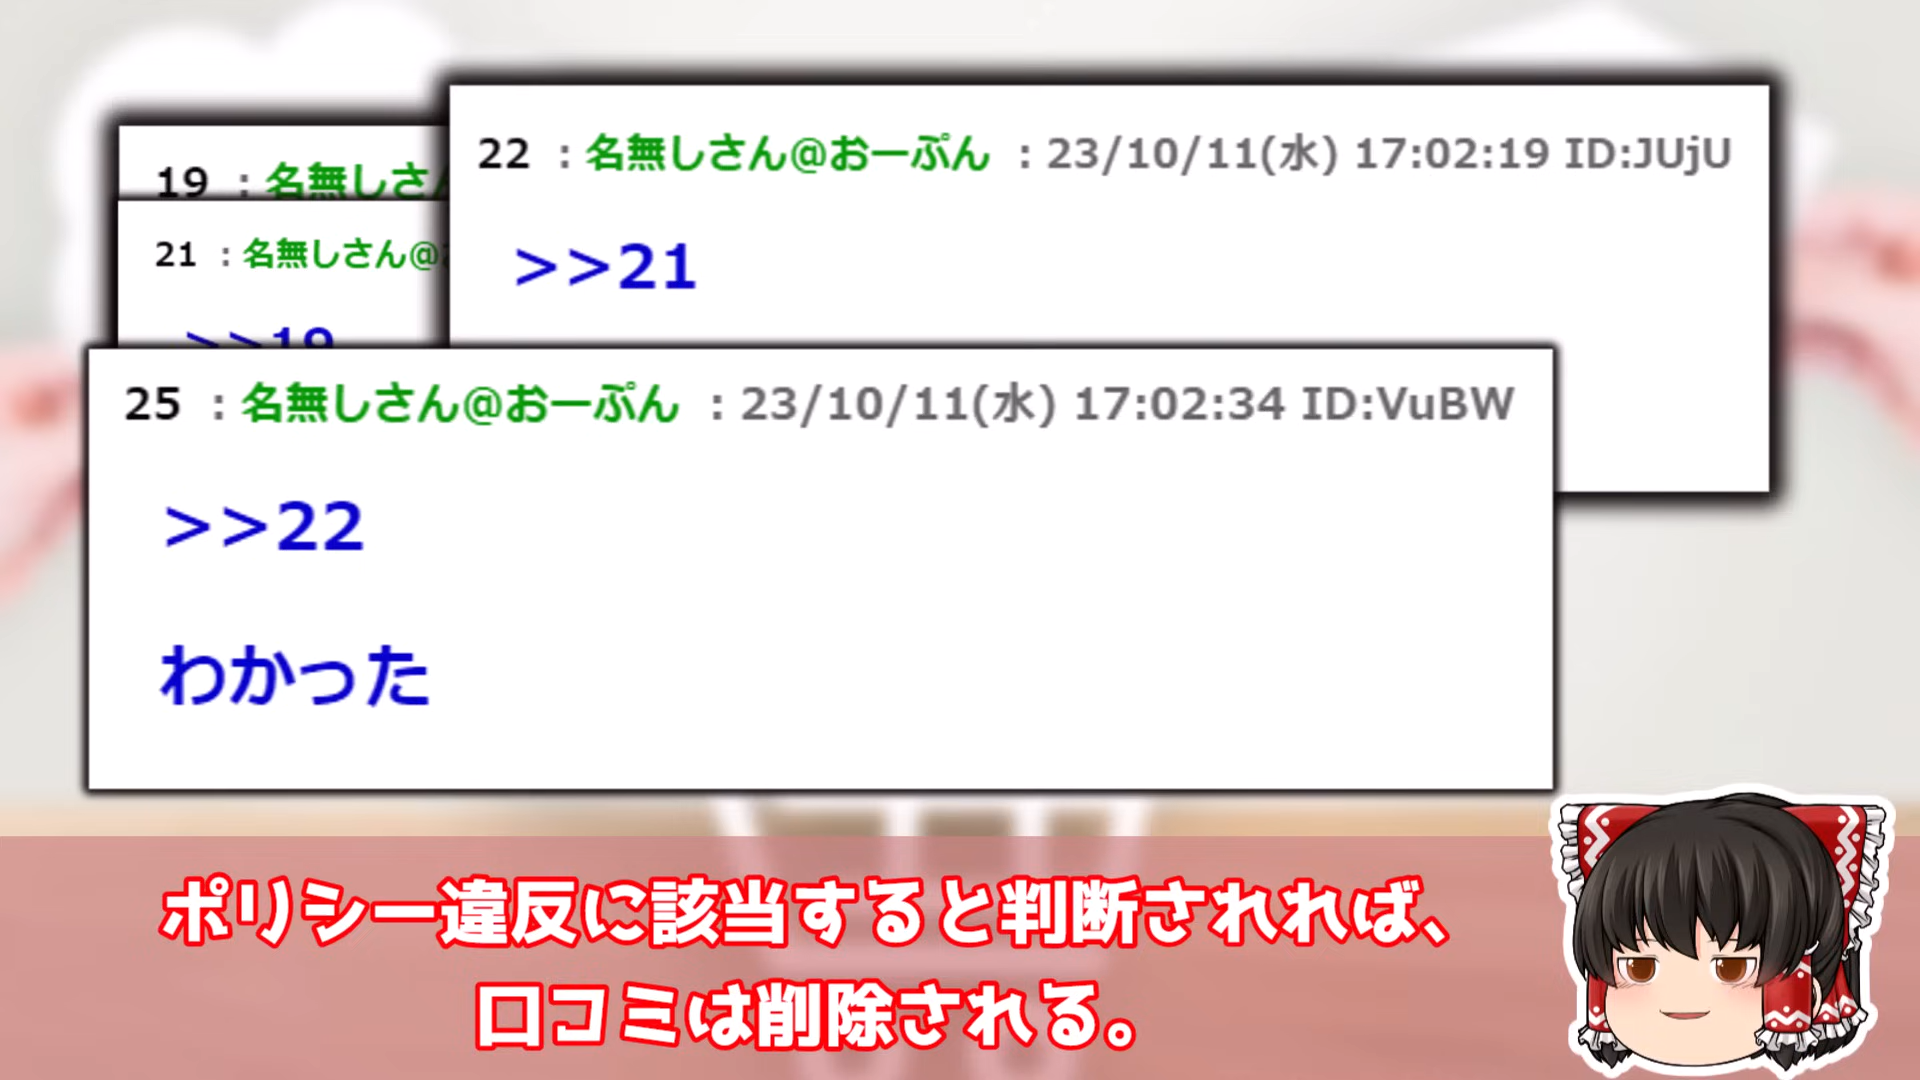 19 : 名無しさん
21 : 名無しさん@
>>19
22 : 名無しさん@おーぷん : 23/10/11(水) 17:02:19 ID:JUjU
>>21
25 : 名無しさん@おーぷん : 23/10/11(水) 17:02:34 ID:VuBW
>>22
わかった
ポリシー違反に該当すると判断されれば、
口コミは削除される。